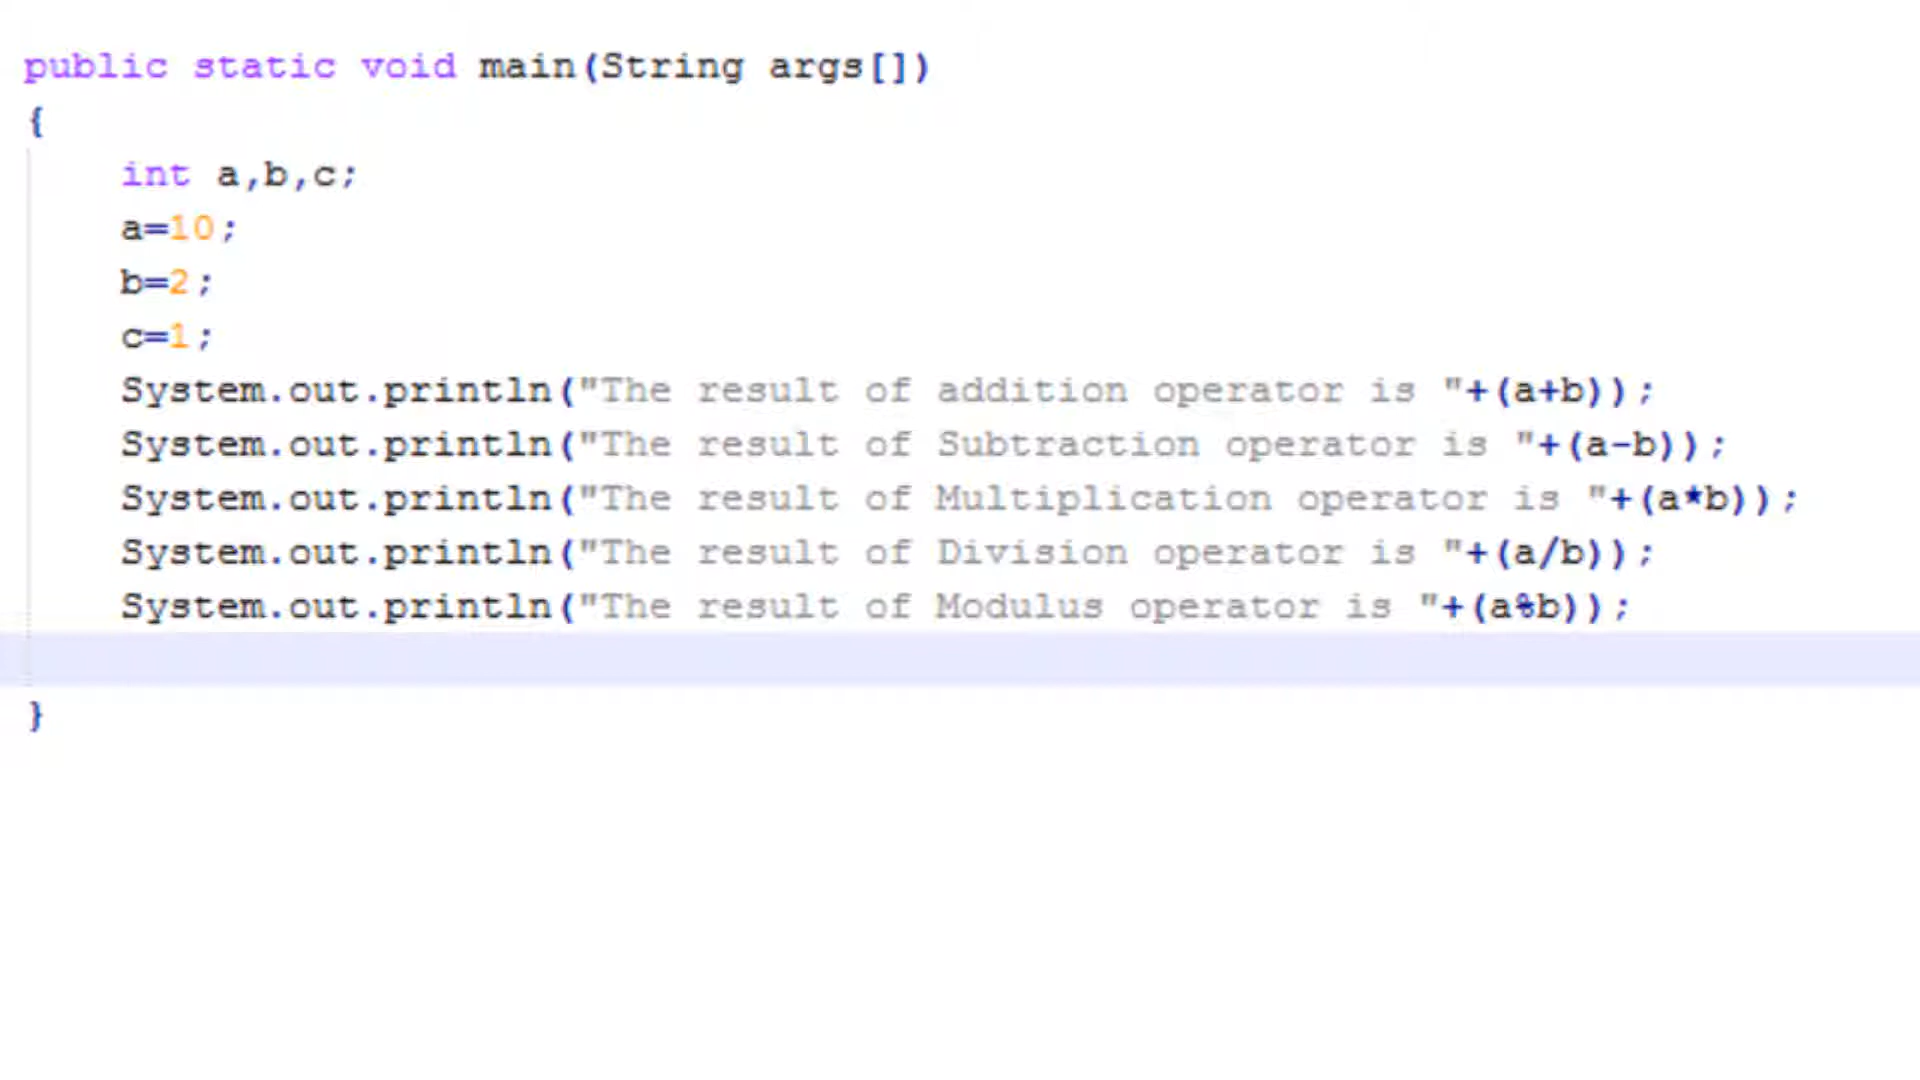 public static void main(String args[])
{
int a,b,c;
a=10;
b=2;
c=1;
System.out.println("The result of addition operator is "+(a+b));
System.out.println("The result of Subtraction operator is "+(a-b));
System.out.println("The result of Multiplication operator is "+(a*b));
System.out.println("The result of Division operator is "+(a/b));
System.out.println("The result of Modulus operator is "+(a%b));
}